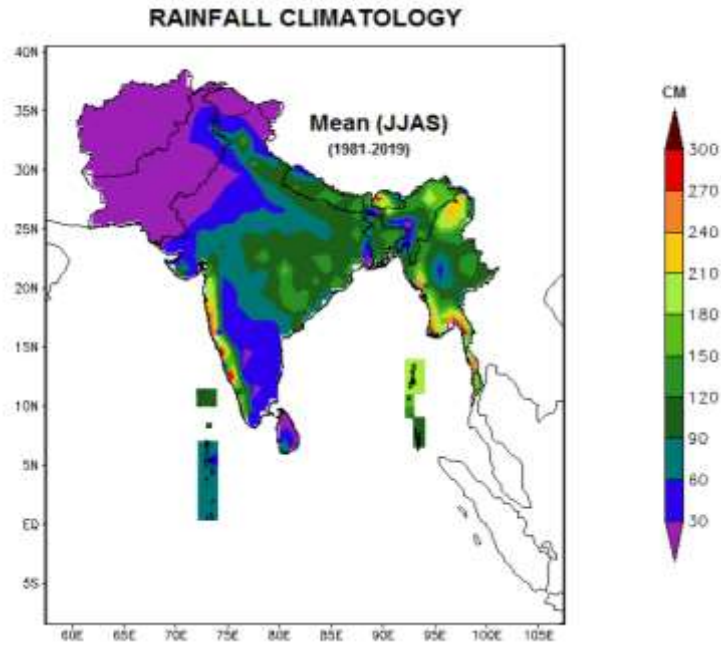 RAINFALL CLIMATOLOGY
Mean (JJAS)
(1981-2019)
CM
300
270
240
210
180
150
120
90
60
30
40N
35N
30N
25N
20N
15N
10N
5N
EQ
5S
60E
65E
70E
75E
80E
85E
90E
95E
100E
105E